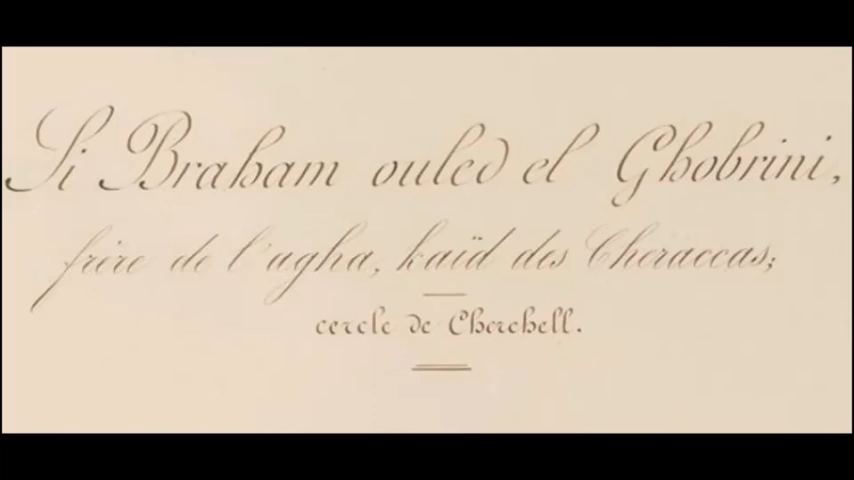 Si Braham ouled el Ghobrini,
frère de l'agha, kaïd des Cheraccas;
cercle de Cherchell.